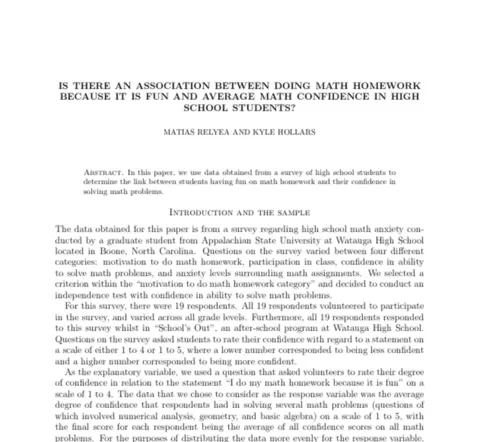 IS THERE AN ASSOCIATION BETWEEN DOING MATH HOMEWORK
BECAUSE IT IS FUN AND AVERAGE MATH CONFIDENCE IN HIGH
SCHOOL STUDENTS?
MATIAS RELYEA AND KYLE HOLLARS
Abstract. In this paper, we use data obtained from a survey of high school students to
determine the link between students having fun on math homework and their confidence in
solving math problems.
Introduction and the sample
The data obtained for this paper is from a survey regarding high school math anxiety con-
ducted by a graduate student from Appalachian State University at Watauga High School
located in Boone, North Carolina. Questions on the survey varied between four different
categories: motivation to do math homework, participation in class, confidence in ability
to solve math problems, and anxiety levels surrounding math assignments. We selected a
criterion within the “motivation to do math homework category” and decided to conduct an
independence test with confidence in ability to solve math problems.
For this survey, there were 19 respondents. All 19 respondents volunteered to participate
in the survey, and varied across all grade levels. Furthermore, all 19 respondents responded
to this survey whilst in “School’s Out”, an after-school program at Watauga High School.
Questions on the survey asked students to rate their confidence with regard to a statement on
a scale of either 1 to 4 or 1 to 5, where a lower number corresponded to being less confident
and a higher number corresponded to being more confident.
As the explanatory variable, we used a question that asked volunteers to rate their degree
of confidence in relation to the statement “I do my math homework because it is fun” on a
scale of 1 to 4. The data that we chose to consider as the response variable was the average
degree of confidence that respondents had in solving several math problems (questions of
which involved numerical analysis, geometry, and basic algebra) on a scale of 1 to 5, with
the final score for each respondent being the average of all confidence scores on all math
problems. For the purposes of distributing the data more evenly for the response variable,